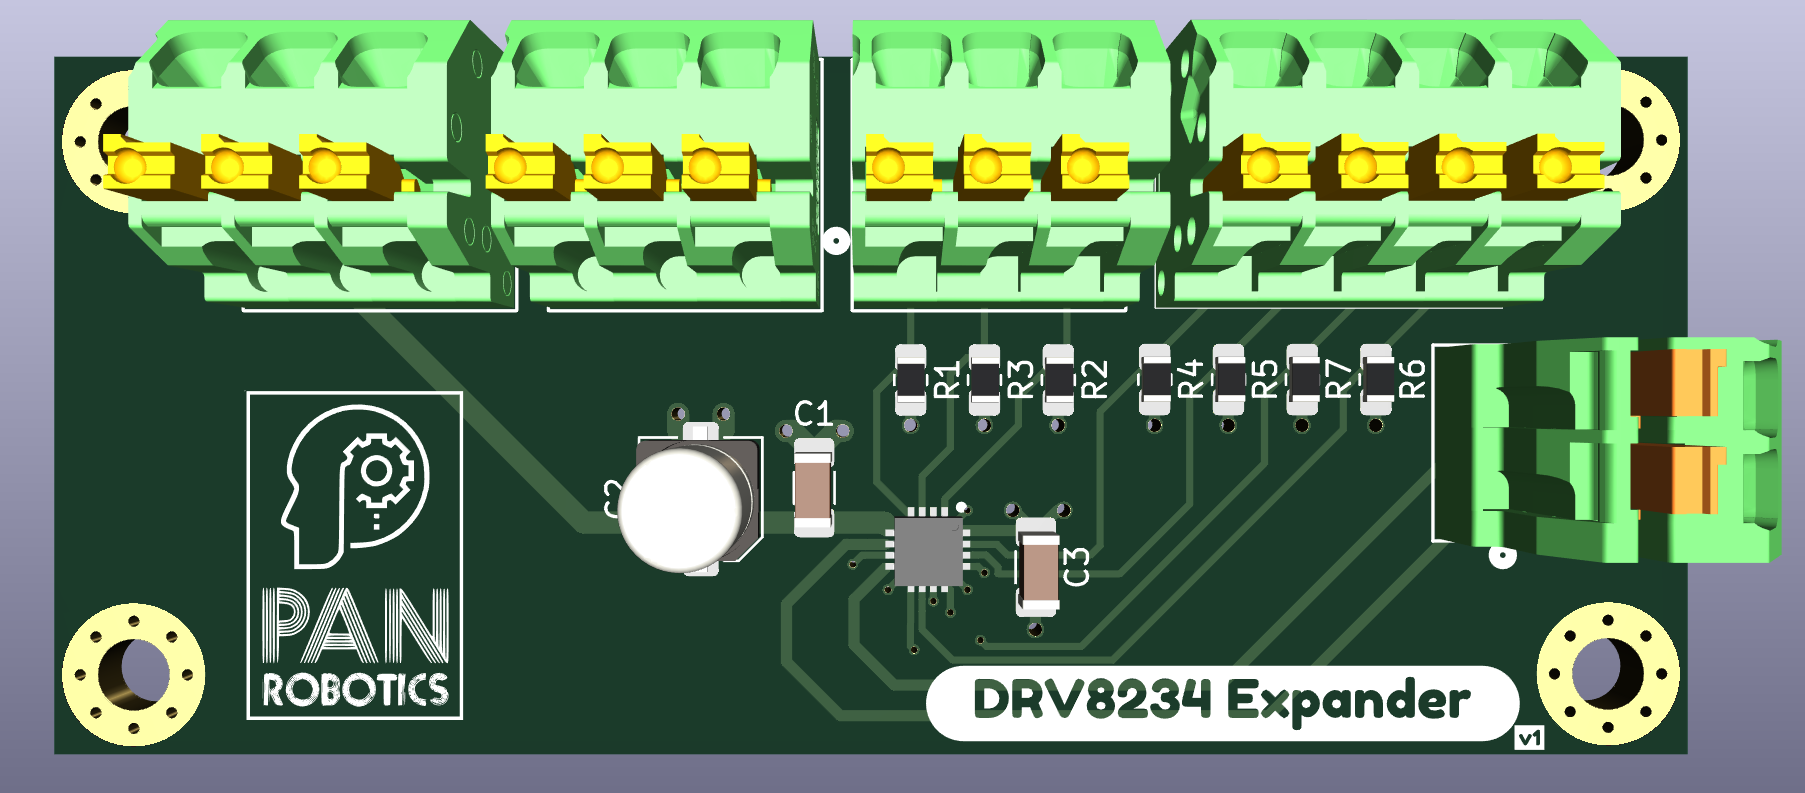 R1
R3
R2
R4
R5
R7
R6
C1
C2
C3
PAN
ROBOTICS
DRV8234 Expander
v1